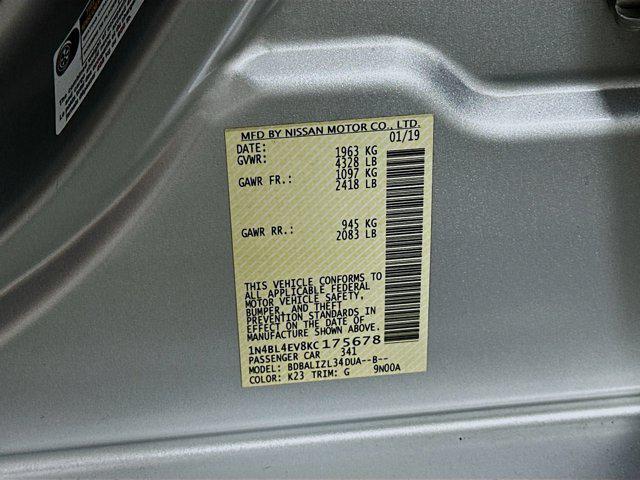 MFD BY NISSAN MOTOR CO., LTD.
DATE: 01/19
GVWR: 1963 KG
4328 LB
GAWR FR.: 1097 KG
2418 LB
GAWR RR.: 945 KG
2083 LB
THIS VEHICLE CONFORMS TO
ALL APPLICABLE FEDERAL
MOTOR VEHICLE SAFETY,
BUMPER, AND THEFT
PREVENTION STANDARDS IN
EFFECT ON THE DATE OF
MANUFACTURE SHOWN ABOVE.
1N4BL4EV8KC175678
PASSENGER CAR 341
MODEL: BDBALIZL34DUA--B--
COLOR: K23 TRIM: G 9N00A